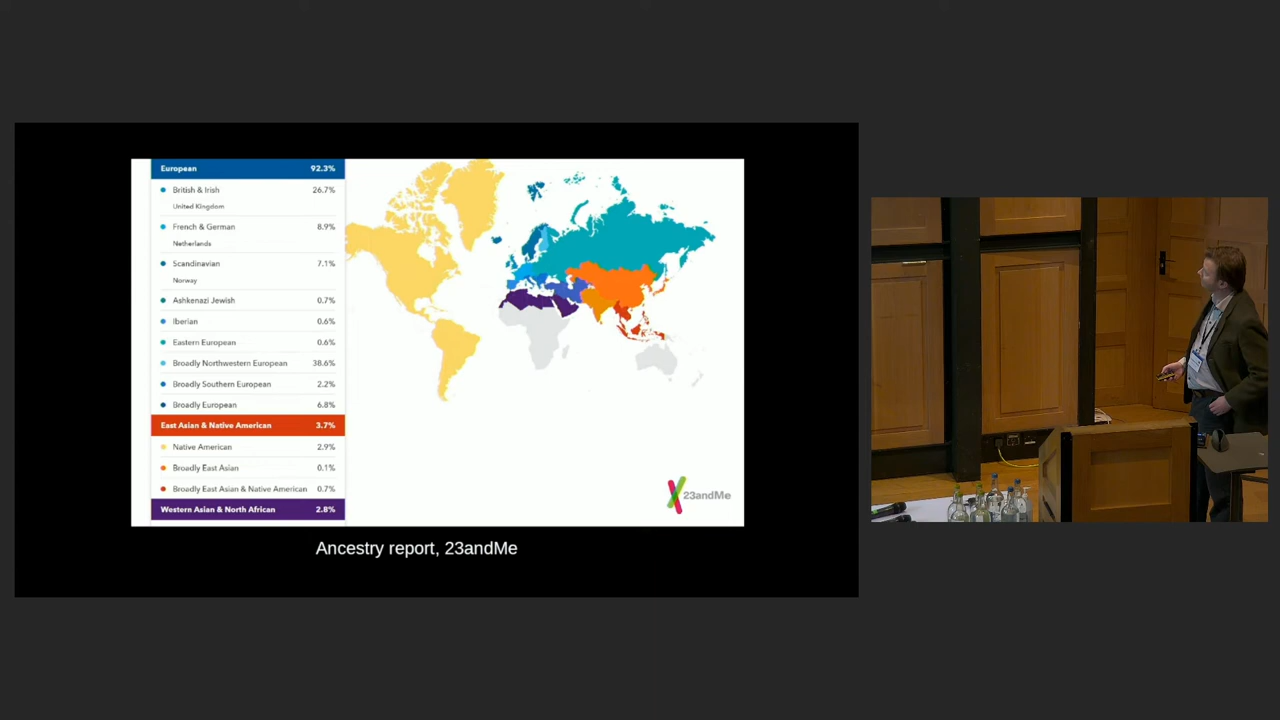 European 92.3%
British & Irish 26.7%
United Kingdom
French & German 8.9%
Netherlands
Scandinavian 7.1%
Norway
Ashkenazi Jewish 0.7%
Iberian 0.6%
Eastern European 0.6%
Broadly Northwestern European 38.6%
Broadly Southern European 2.2%
Broadly European 6.8%
East Asian & Native American 3.7%
Native American 2.9%
Broadly East Asian 0.1%
Broadly East Asian & Native American 0.7%
Western Asian & North African 2.8%
23andMe
Ancestry report, 23andMe